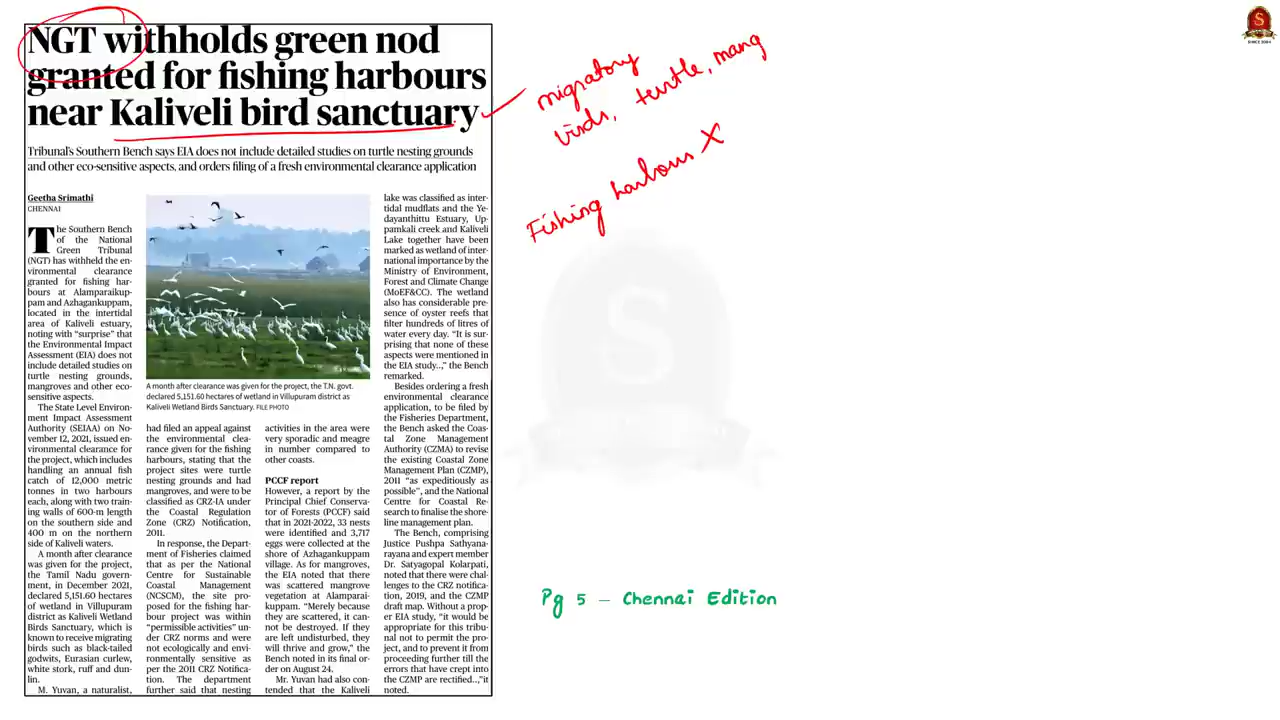 NGT withholds green nod
granted for fishing harbours
near Kaliveli bird sanctuary
Tribunal's Southern Bench says EIA does not include detailed studies on turtle nesting grounds
and other eco-sensitive aspects, and orders filing of a fresh environmental clearance application
Geetha Srimathi
CHENNAI
The Southern Bench
of the National
Green Tribunal
(NGT) has withheld the en-
vironmental clearance
granted for fishing har-
bours at Alamparaikup-
pam and Azhagankuppam,
located in the intertidal
area of Kaliveli estuary,
noting with "surprise" that
the Environmental Impact
Assessment (EIA) does not
include detailed studies on
turtle nesting grounds,
mangroves and other eco-
sensitive aspects.
The State Level Environ-
ment Impact Assessment
Authority (SEIAA) on No-
vember 12, 2021, issued en-
vironmental clearance for
the project, which includes
handling an annual fish
catch of 12,000 metric
tonnes in two harbours
each, along with two train-
ing walls of 600-m length
on the southern side and
400 m on the northern
side of Kaliveli waters.
A month after clearance
was given for the project,
the Tamil Nadu govern-
ment, in December 2021,
declared 5,151.60 hectares
of wetland in Villupuram
district as Kaliveli Wetland
Birds Sanctuary, which is
known to receive migrating
birds such as black-tailed
godwits, Eurasian curlew,
white stork, ruff and dun-
lin.
M. Yuvan, a naturalist,
A month after clearance was given for the project, the T.N. govt.
declared 5,151.60 hectares of wetland in Villupuram district as
Kaliveli Wetland Birds Sanctuary. FILE PHOTO
had filed an appeal against
the environmental clea-
rance given for the fishing
harbours, stating that the
project sites were turtle
nesting grounds and had
mangroves, and were to be
classified as CRZ-IA under
the Coastal Regulation
Zone (CRZ) Notification,
2011.
In response, the Depart-
ment of Fisheries claimed
that as per the National
Centre for Sustainable
Coastal Management
(NCSCM), the site pro-
posed for the fishing har-
bour project was within
"permissible activities" un-
der CRZ norms and were
not ecologically and envi-
ronmentally sensitive as
per the 2011 CRZ Notifica-
tion. The department
further said that nesting
activities in the area were
very sporadic and meagre
in number compared to
other coasts.
PCCF report
However, a report by the
Principal Chief Conserva-
tor of Forests (PCCF) said
that in 2021-2022, 33 nests
were identified and 3,717
eggs were collected at the
shore of Azhagankuppam
village. As for mangroves,
the EIA noted that there
was scattered mangrove
vegetation at Alamparai-
kuppam. "Merely because
they are scattered, it can-
not be destroyed. If they
are left undisturbed, they
will thrive and grow," the
Bench noted in its final or-
der on August 24.
Mr. Yuvan had also con-
tended that the Kaliveli
lake was classified as inter-
tidal mudflats and the Ye-
dayanthittu Estuary, Up-
pamkali creek and Kaliveli
Lake together have been
marked as wetland of inter-
national importance by the
Ministry of Environment,
Forest and Climate Change
(MoEF&CC). The wetland
also has considerable pre-
sence of oyster reefs that
filter hundreds of litres of
water every day. "It is sur-
prising that none of these
aspects were mentioned in
the EIA study..," the Bench
remarked.
Besides ordering a fresh
environmental clearance
application, to be filed by
the Fisheries Department,
the Bench asked the Coas-
tal Zone Management
Authority (CZMA) to revise
the existing Coastal Zone
Management Plan (CZMP),
2011 "as expeditiously as
possible", and the National
Centre for Coastal Re-
search to finalise the shore-
line management plan.
The Bench, comprising
Justice Pushpa Sathyana-
rayana and expert member
Dr. Satyagopal Kolarpati,
noted that there were chal-
lenges to the CRZ notifica-
tion, 2019, and the CZMP
draft map. Without a prop-
er EIA study, "it would be
appropriate for this tribu-
nal not to permit the pro-
ject, and to prevent it from
proceeding further till the
errors that have crept into
the CZMP are rectified..,"it
noted.
migratory
birds, turtle, mang
Fishing harbours X
Pg 5 – Chennai Edition
S
SINCE 2004
S